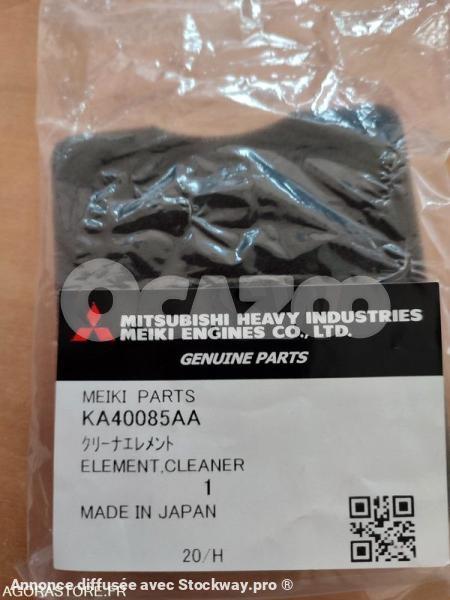 OCAZOO
MITSUBISHI HEAVY INDUSTRIES
MEIKI ENGINES CO., LTD.
GENUINE PARTS
MEIKI PARTS
KA40085AA
クリーナエレメント
ELEMENT,CLEANER
1
MADE IN JAPAN
20/H
Annonce diffusée avec Stockway.pro ®
AGORASTORE.FR